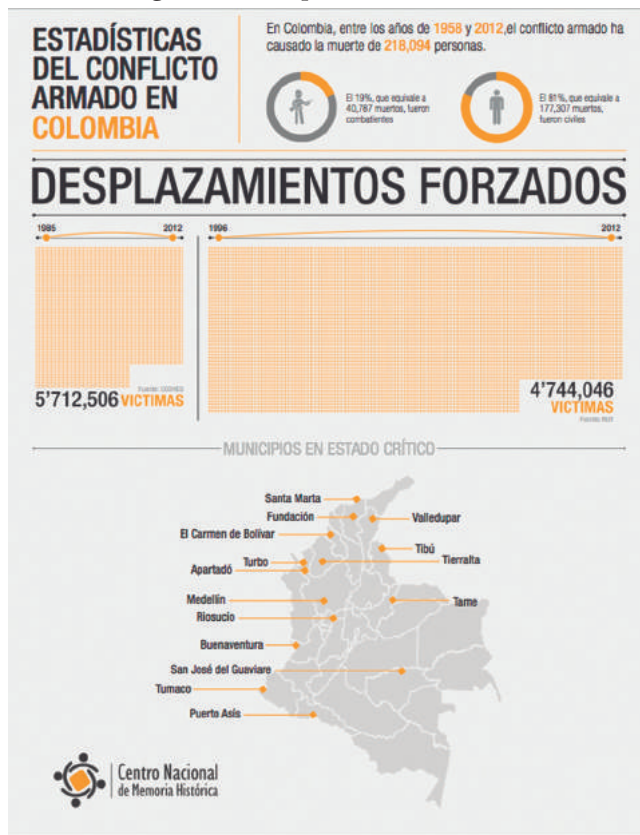 ESTADÍSTICAS
DEL CONFLICTO
ARMADO EN
COLOMBIA
En Colombia, entre los años de 1958 y 2012,el conflicto armado ha
causado la muerte de 218,094 personas.
El 19%, que equivale a
40,787 muertos, fueron
combatientes
El 81%, que equivale a
177,307 muertos,
fueron civiles
DESPLAZAMIENTOS FORZADOS
1985 2012
1996 2012
Fuente:
5'712,506 VICTIMAS
4'744,046
VICTIMAS
Fuente:
MUNICIPIOS EN ESTADO CRÍTICO
Santa Marta
Fundación
Valledupar
El Carmen de Bolívar
Tibú
Turbo
Tierralta
Apartadó
Medellín
Tame
Riosucio
Buenaventura
San José del Guaviare
Tumaco
Puerto Asís
Centro Nacional
de Memoria Histórica